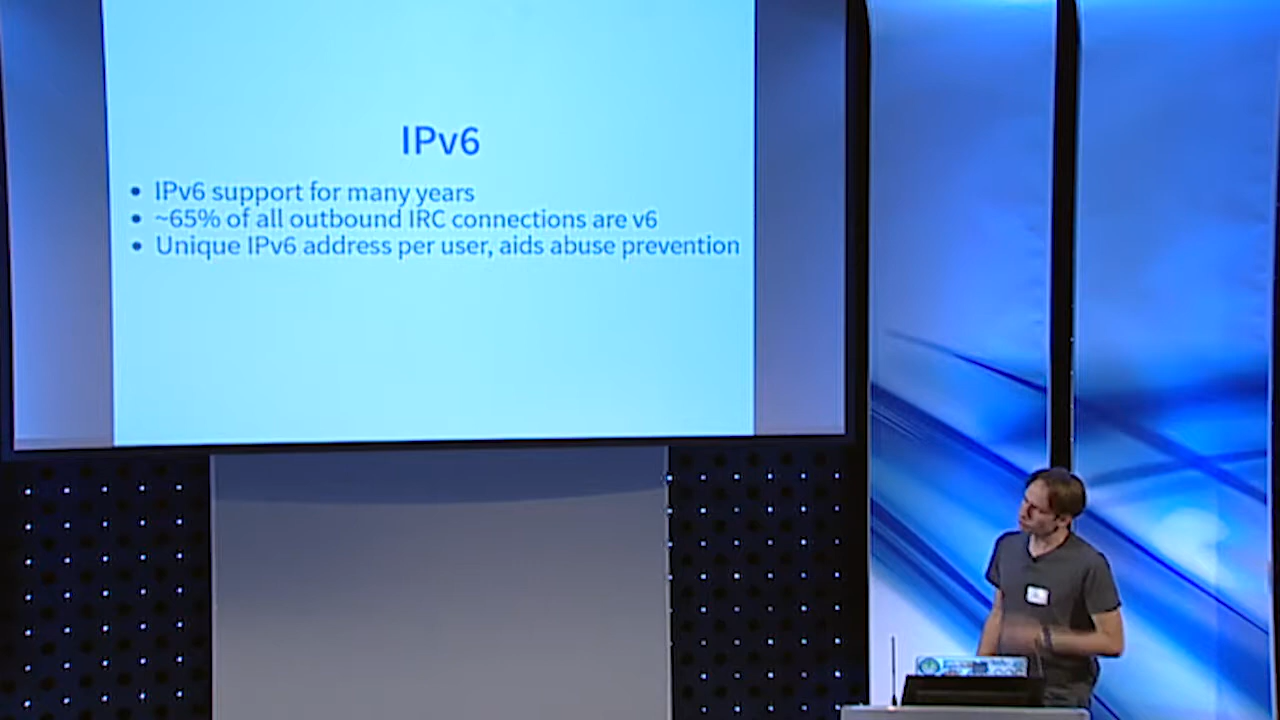 IPv6
• IPv6 support for many years
• ~65% of all outbound IRC connections are v6
• Unique IPv6 address per user, aids abuse prevention